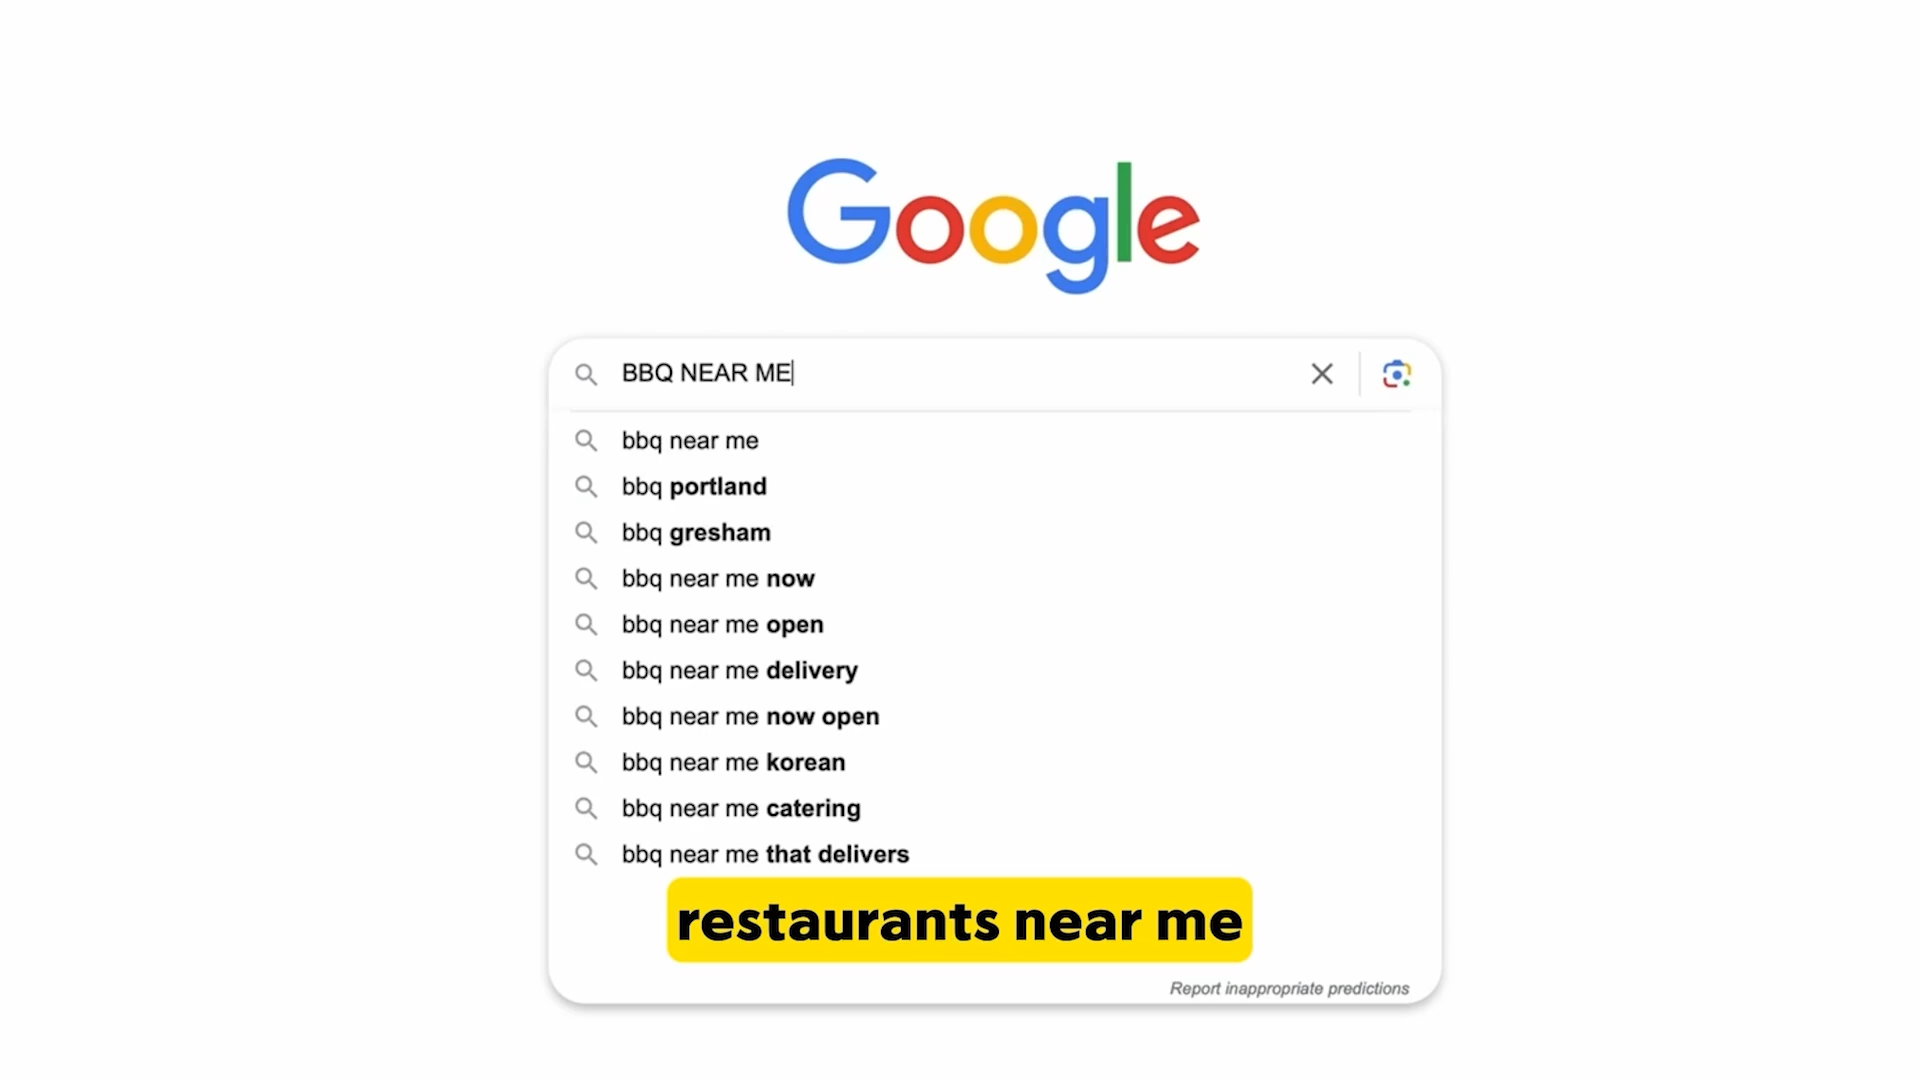 Google
BBQ NEAR ME
bbq near me
bbq portland
bbq gresham
bbq near me now
bbq near me open
bbq near me delivery
bbq near me now open
bbq near me korean
bbq near me catering
bbq near me that delivers
restaurants near me
Report inappropriate predictions